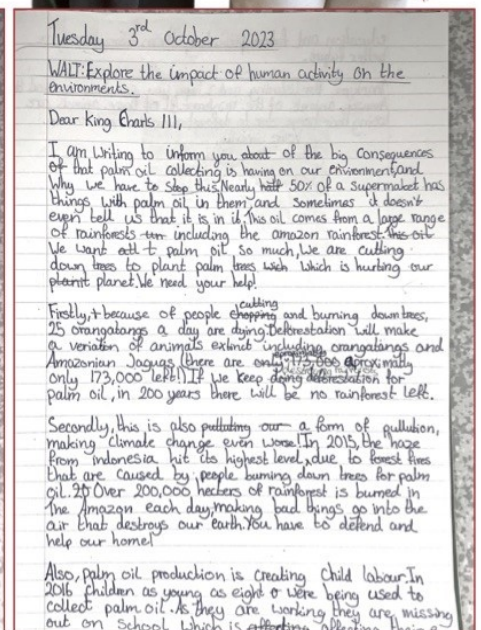 Tuesday 3rd October 2023
WALT: Explore the impact of human activity on the
environments.
Dear King Charls III,
I am writing to inform you about of the big consequences
of that palm oil collecting is having on our environment,and
Why we have to stop this.Nearly half 50% of a supermaket has
things with palm oil in them,and sometimes it doesn't
even tell us that it is in it.This oil comes from a large range
of rainforests including the amazon rainforest.This oil
We want palm oil so much,We are cutting
down trees to plant palm trees wich which is hurting our
planit planet.We need your help!
cutting
Firstly, because of people chopping and burning down trees,
25 orangatangs a day are dying.Deforestation will make
a variation of animals extinct including orangatangs and
Amazonian Jaguas (there are only 173,000 aproximatly
only 173,000 left!).If we keep doing deforestation for
palm oil, in 200 years there will be no rainforest left.
Secondly,this is also our a form of pullution,
making climate change even worse!In 2015, the haze
from indonesia hit its highest level,due to forest fires
that are caused by people burning down trees for palm
oil.20 Over 200,000 hecters of rainforest is burned in
the Amazon each day,making bad things go into the
air that destroys our earth.You have to defend and
help our home!
Also,palm oil production is creating Child labour.In
2016 children as young as eight were being used to
collect palm oil.As they are working they are missing
out on School which is affecting